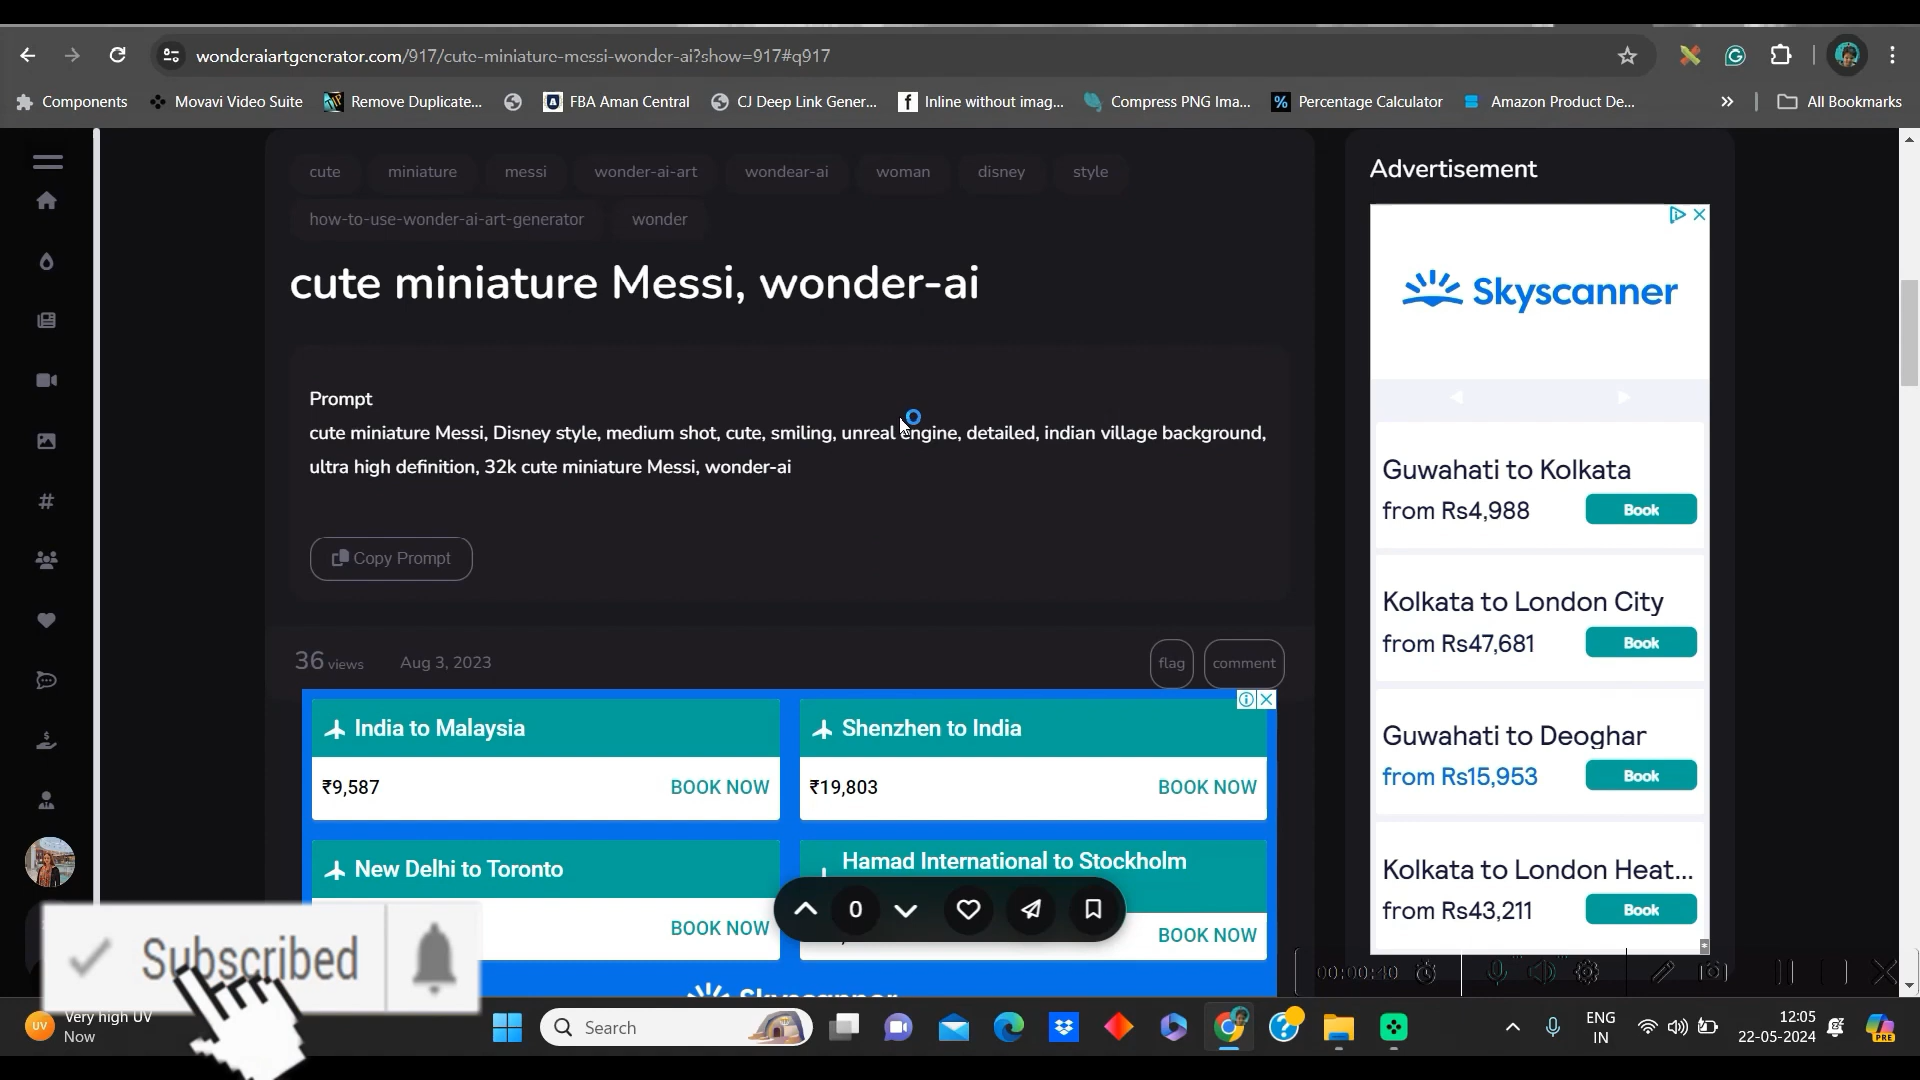 wonderaiartgenerator.com/917/cute-miniature-messi-wonder-ai?show=917#q917
Components
Movavi Video Suite
Remove Duplicate...
FBA Aman Central
CJ Deep Link Gener...
Inline without imag...
Compress PNG Ima...
Percentage Calculator
Amazon Product De...
All Bookmarks
cute
miniature
messi
wonder-ai-art
wondear-ai
woman
disney
style
how-to-use-wonder-ai-art-generator
wonder
cute miniature Messi, wonder-ai
Prompt
cute miniature Messi, Disney style, medium shot, cute, smiling, unreal engine, detailed, indian village background,
ultra high definition, 32k cute miniature Messi, wonder-ai
Copy Prompt
36 views
Aug 3, 2023
flag
comment
India to Malaysia
₹9,587
BOOK NOW
Shenzhen to India
₹19,803
BOOK NOW
New Delhi to Toronto
BOOK NOW
Hamad International to Stockholm
BOOK NOW
0
Skyscanner
Advertisement
Skyscanner
Guwahati to Kolkata
from Rs4,988
Book
Kolkata to London City
from Rs47,681
Book
Guwahati to Deoghar
from Rs15,953
Book
Kolkata to London Heat...
from Rs43,211
Book
00:00:40
Subscribed
UV
Very high UV
Now
Search
ENG
IN
12:05
22-05-2024
PRE